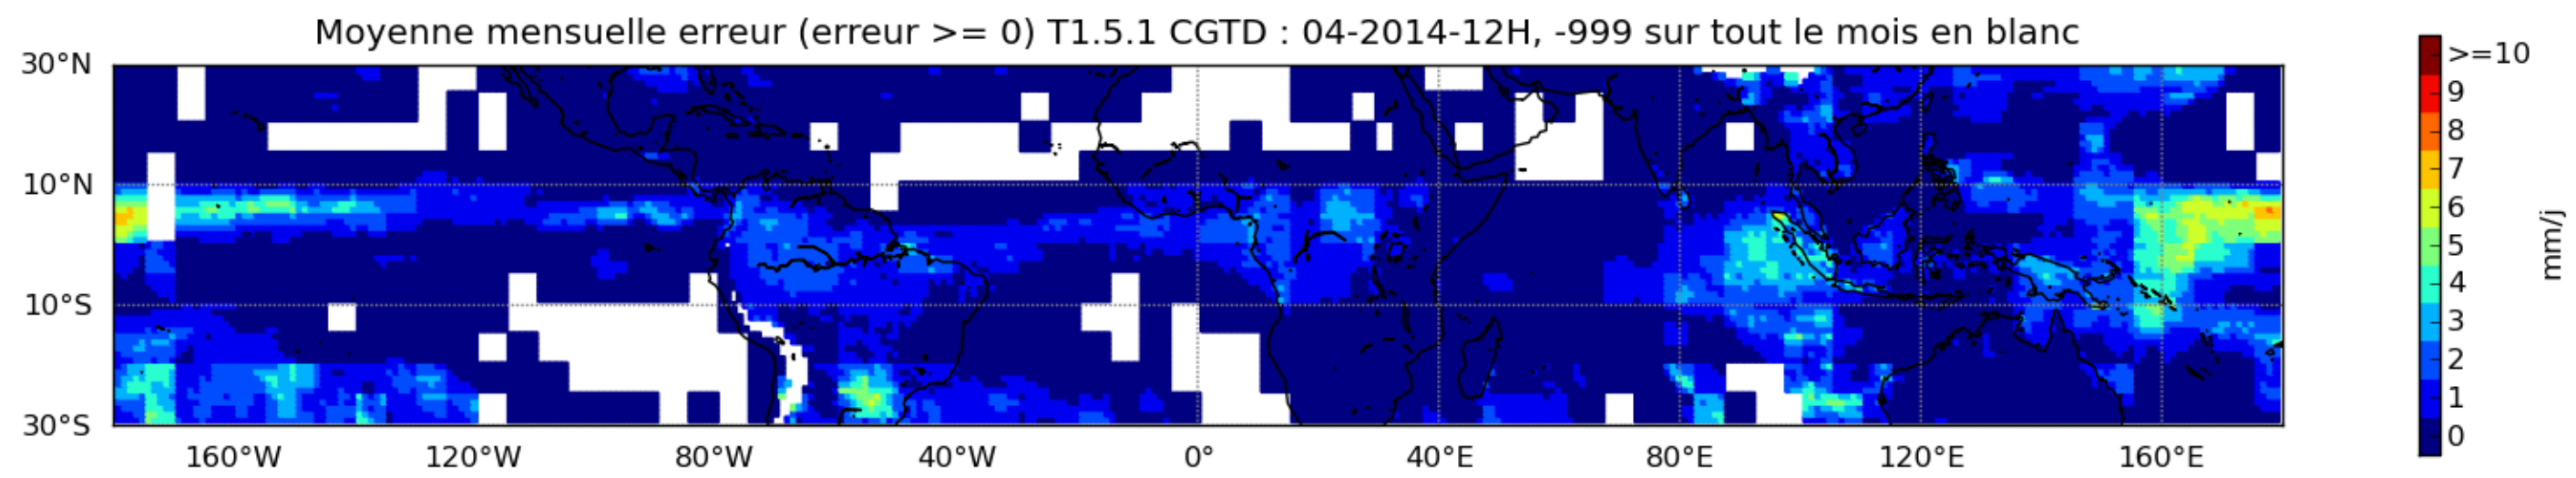 Moyenne mensuelle erreur (erreur >= 0) T1.5.1 CGTD : 04-2014-12H, -999 sur tout le mois en blanc
30°N
10°N
10°S
30°S
160°W 120°W 80°W 40°W 0° 40°E 80°E 120°E 160°E
>=10
9
8
7
6
5
4
3
2
1
0
mm/j